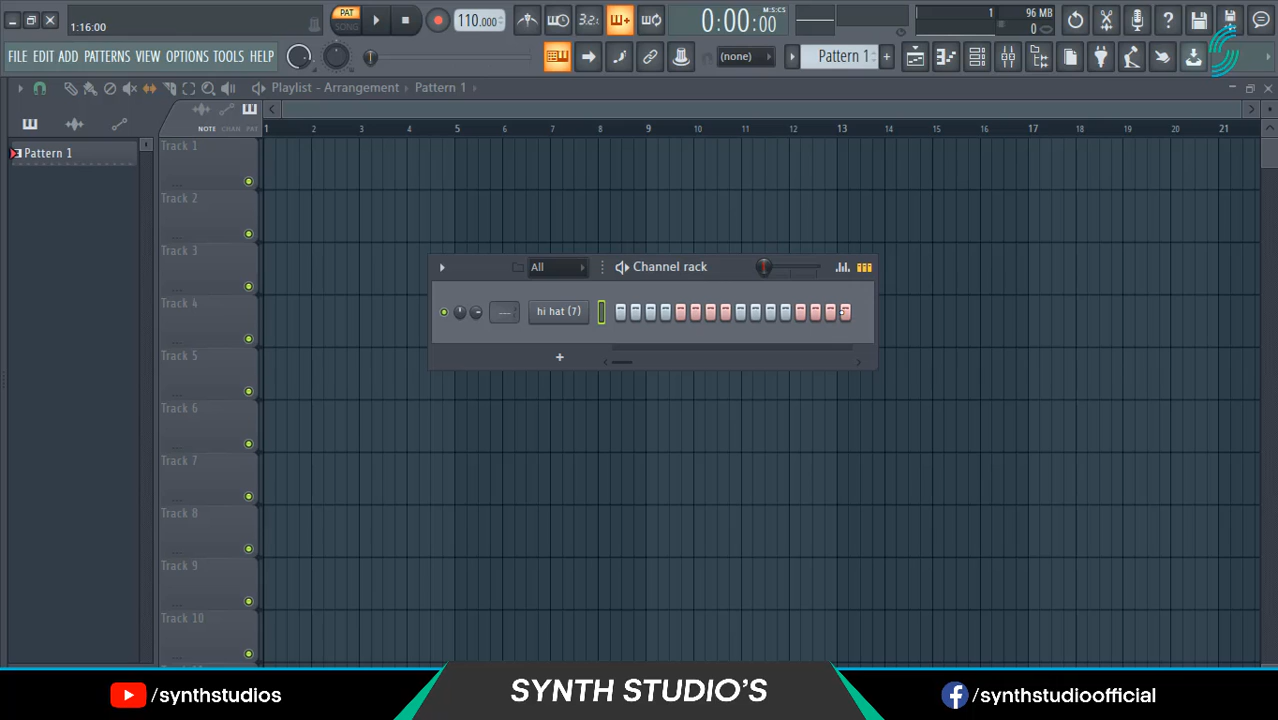 1:16:00
PAT
SONG
110.000
3.2:
0:00:00
M:S:CS
1
96 MB
0
FILE EDIT ADD PATTERNS VIEW OPTIONS TOOLS HELP
(none)
Pattern 1
+
Playlist - Arrangement › Pattern 1 ›
NOTE CHAN PAT
1 2 3 4 5 6 7 8 9 10 11 12 13 14 15 16 17 18 19 20 21
Pattern 1
Track 1
Track 2
Track 3
Track 4
Track 5
Track 6
Track 7
Track 8
Track 9
Track 10
All
Channel rack
---
hi hat (7)
+
/synthstudios
SYNTH STUDIO'S
/synthstudioofficial